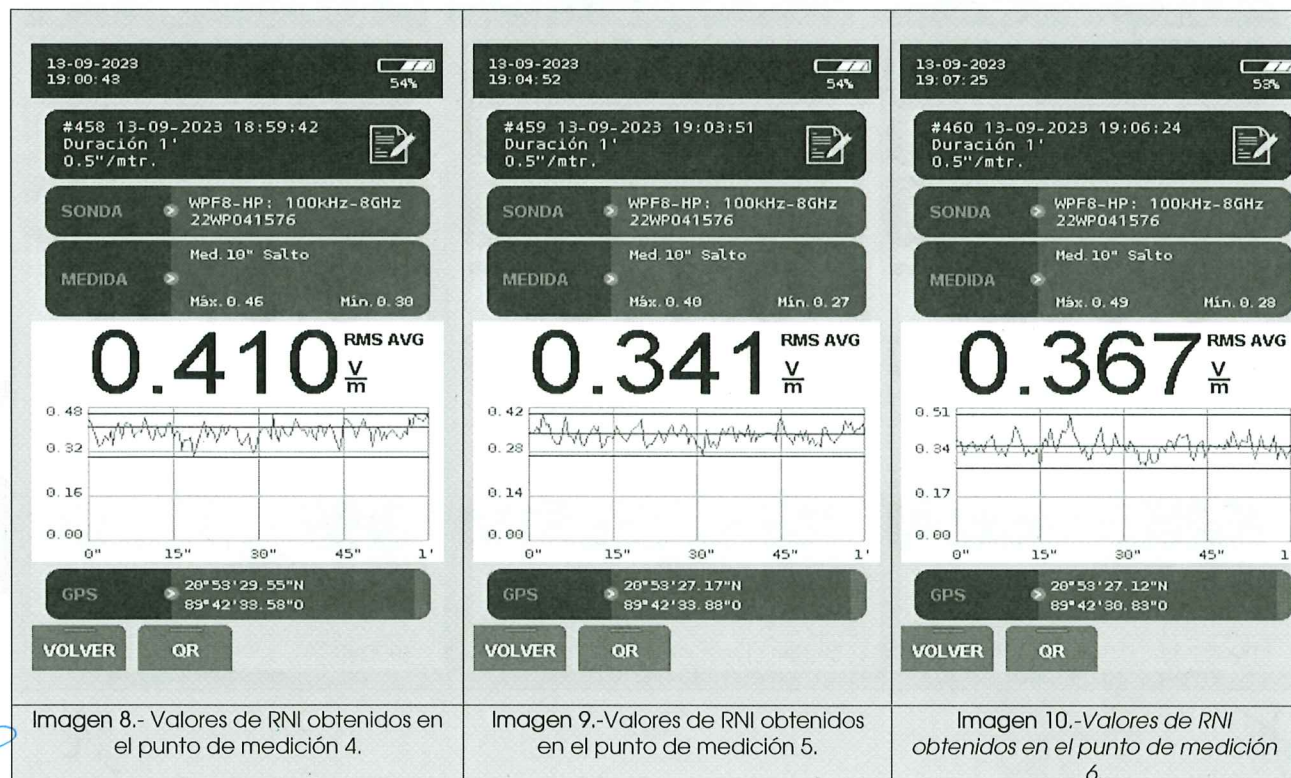 13-09-2023
19:00:43
54%
#458 13-09-2023 18:59:42
Duración 1'
0.5"/mtr.
SONDA
WPF8-HP: 100kHz-8GHz
22WP041576
MEDIDA
Med.10" Salto
Máx.0.46 Mín.0.30
0.410 RMS AVG
V/m
0.48
0.32
0.16
0.00
0" 15" 30" 45" 1'
GPS
20°53'29.55"N
89°42'33.58"O
VOLVER QR
Imagen 8.- Valores de RNI obtenidos en
el punto de medición 4.
13-09-2023
19:04:52
54%
#459 13-09-2023 19:03:51
Duración 1'
0.5"/mtr.
SONDA
WPF8-HP: 100kHz-8GHz
22WP041576
MEDIDA
Med.10" Salto
Máx.0.40 Mín.0.27
0.341 RMS AVG
V/m
0.42
0.28
0.14
0.00
0" 15" 30" 45" 1'
GPS
20°53'27.17"N
89°42'33.88"O
VOLVER QR
Imagen 9.-Valores de RNI obtenidos
en el punto de medición 5.
13-09-2023
19:07:25
53%
#460 13-09-2023 19:06:24
Duración 1'
0.5"/mtr.
SONDA
WPF8-HP: 100kHz-8GHz
22WP041576
MEDIDA
Med.10" Salto
Máx.0.49 Mín.0.28
0.367 RMS AVG
V/m
0.51
0.34
0.17
0.00
0" 15" 30" 45" 1
GPS
20°53'27.12"N
89°42'30.83"O
VOLVER QR
Imagen 10.-Valores de RNI
obtenidos en el punto de medición
6